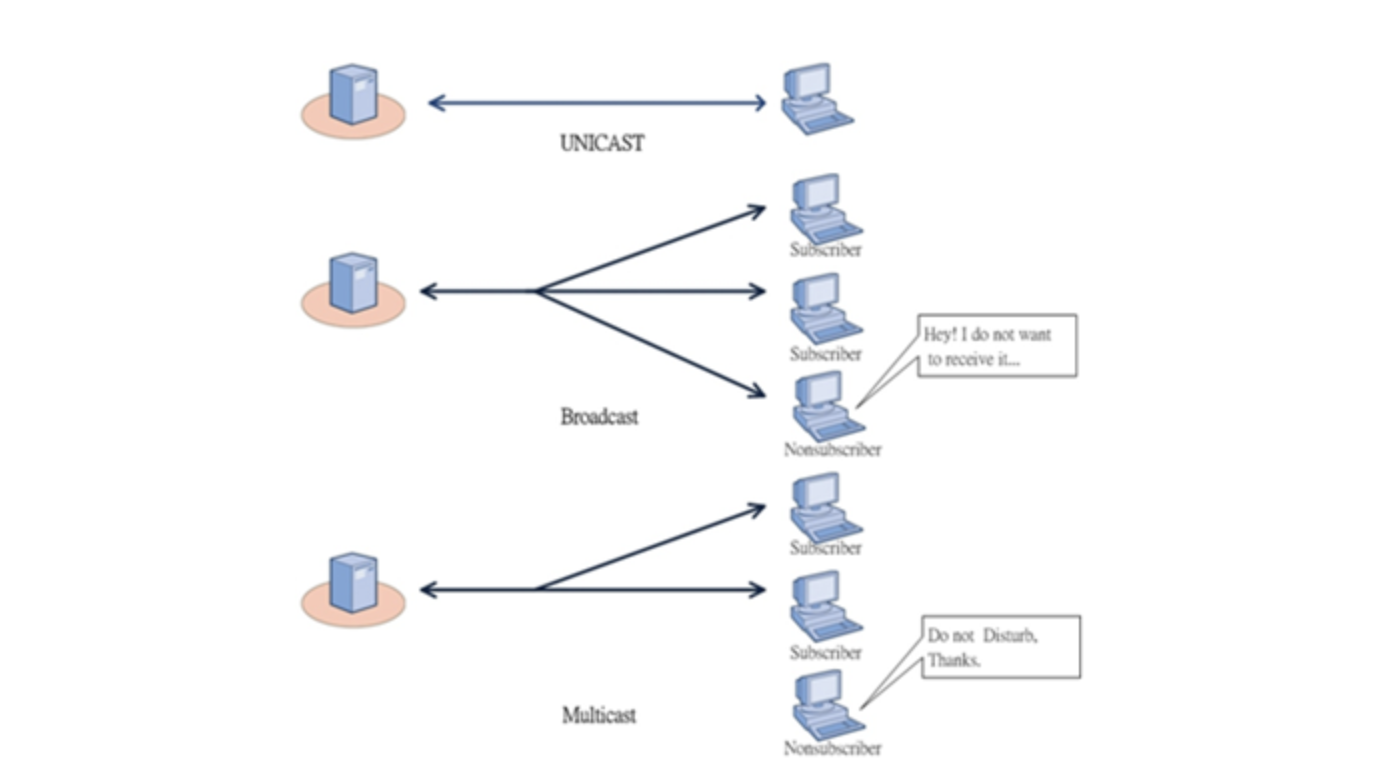 UNICAST
Subscriber
Subscriber
Hey! I do not want
to receive it...
Broadcast
Nonsubscriber
Subscriber
Subscriber
Do not Disturb,
Thanks.
Multicast
Nonsubscriber